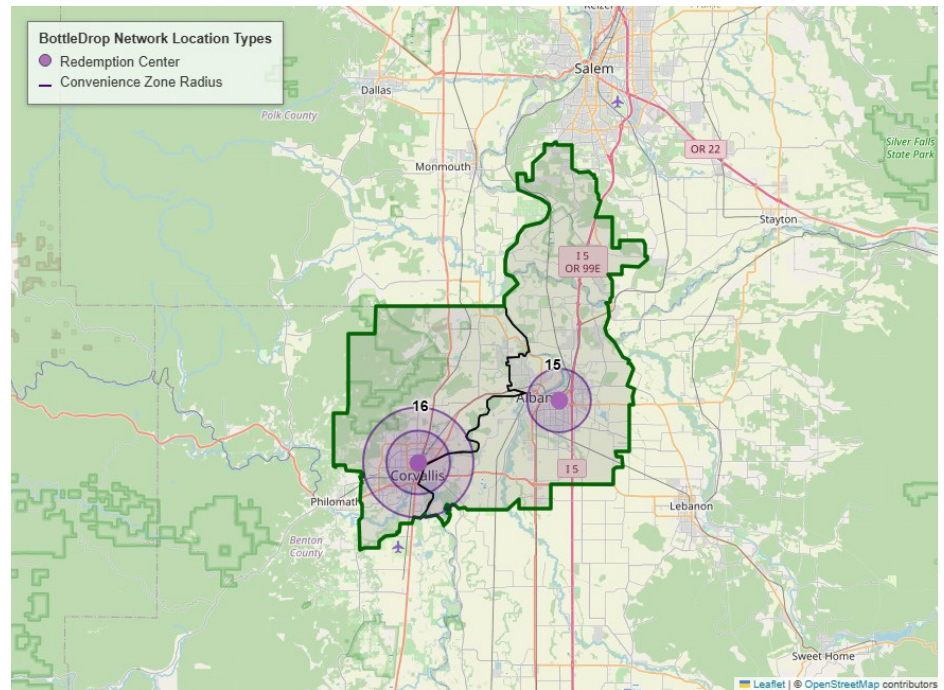 Keizer
BottleDrop Network Location Types
Redemption Center
Convenience Zone Radius
Salem
Dallas
Polk County
OR 22
Silver Falls
State Park
Monmouth
Stayton
I 5
OR 99E
15
Albany
16
Corvallis
I 5
Philomath
Lebanon
Benton
County
Sweet Home
Leaflet | © OpenStreetMap contributors